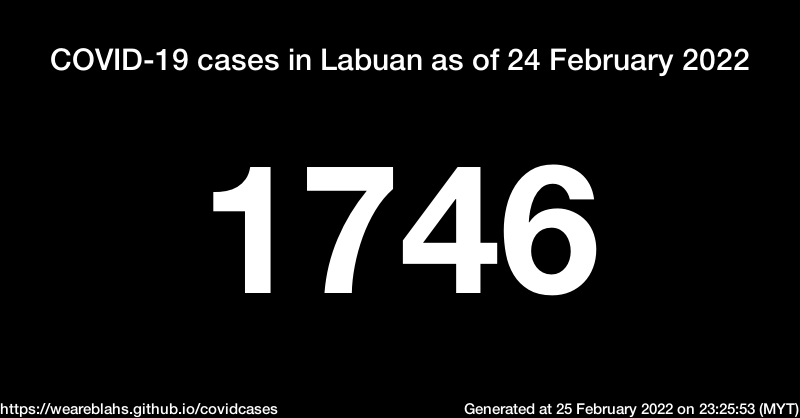 COVID-19 cases in Labuan as of 24 February 2022
1746
https://weareblahs.github.io/covidcases
Generated at 25 February 2022 on 23:25:53 (MYT)